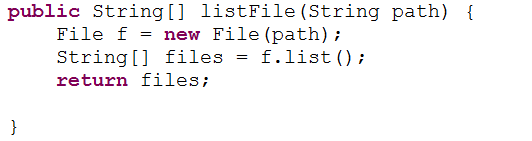 public String[] listFile(String path) {
    File f = new File(path);
    String[] files = f.list();
    return files;
}